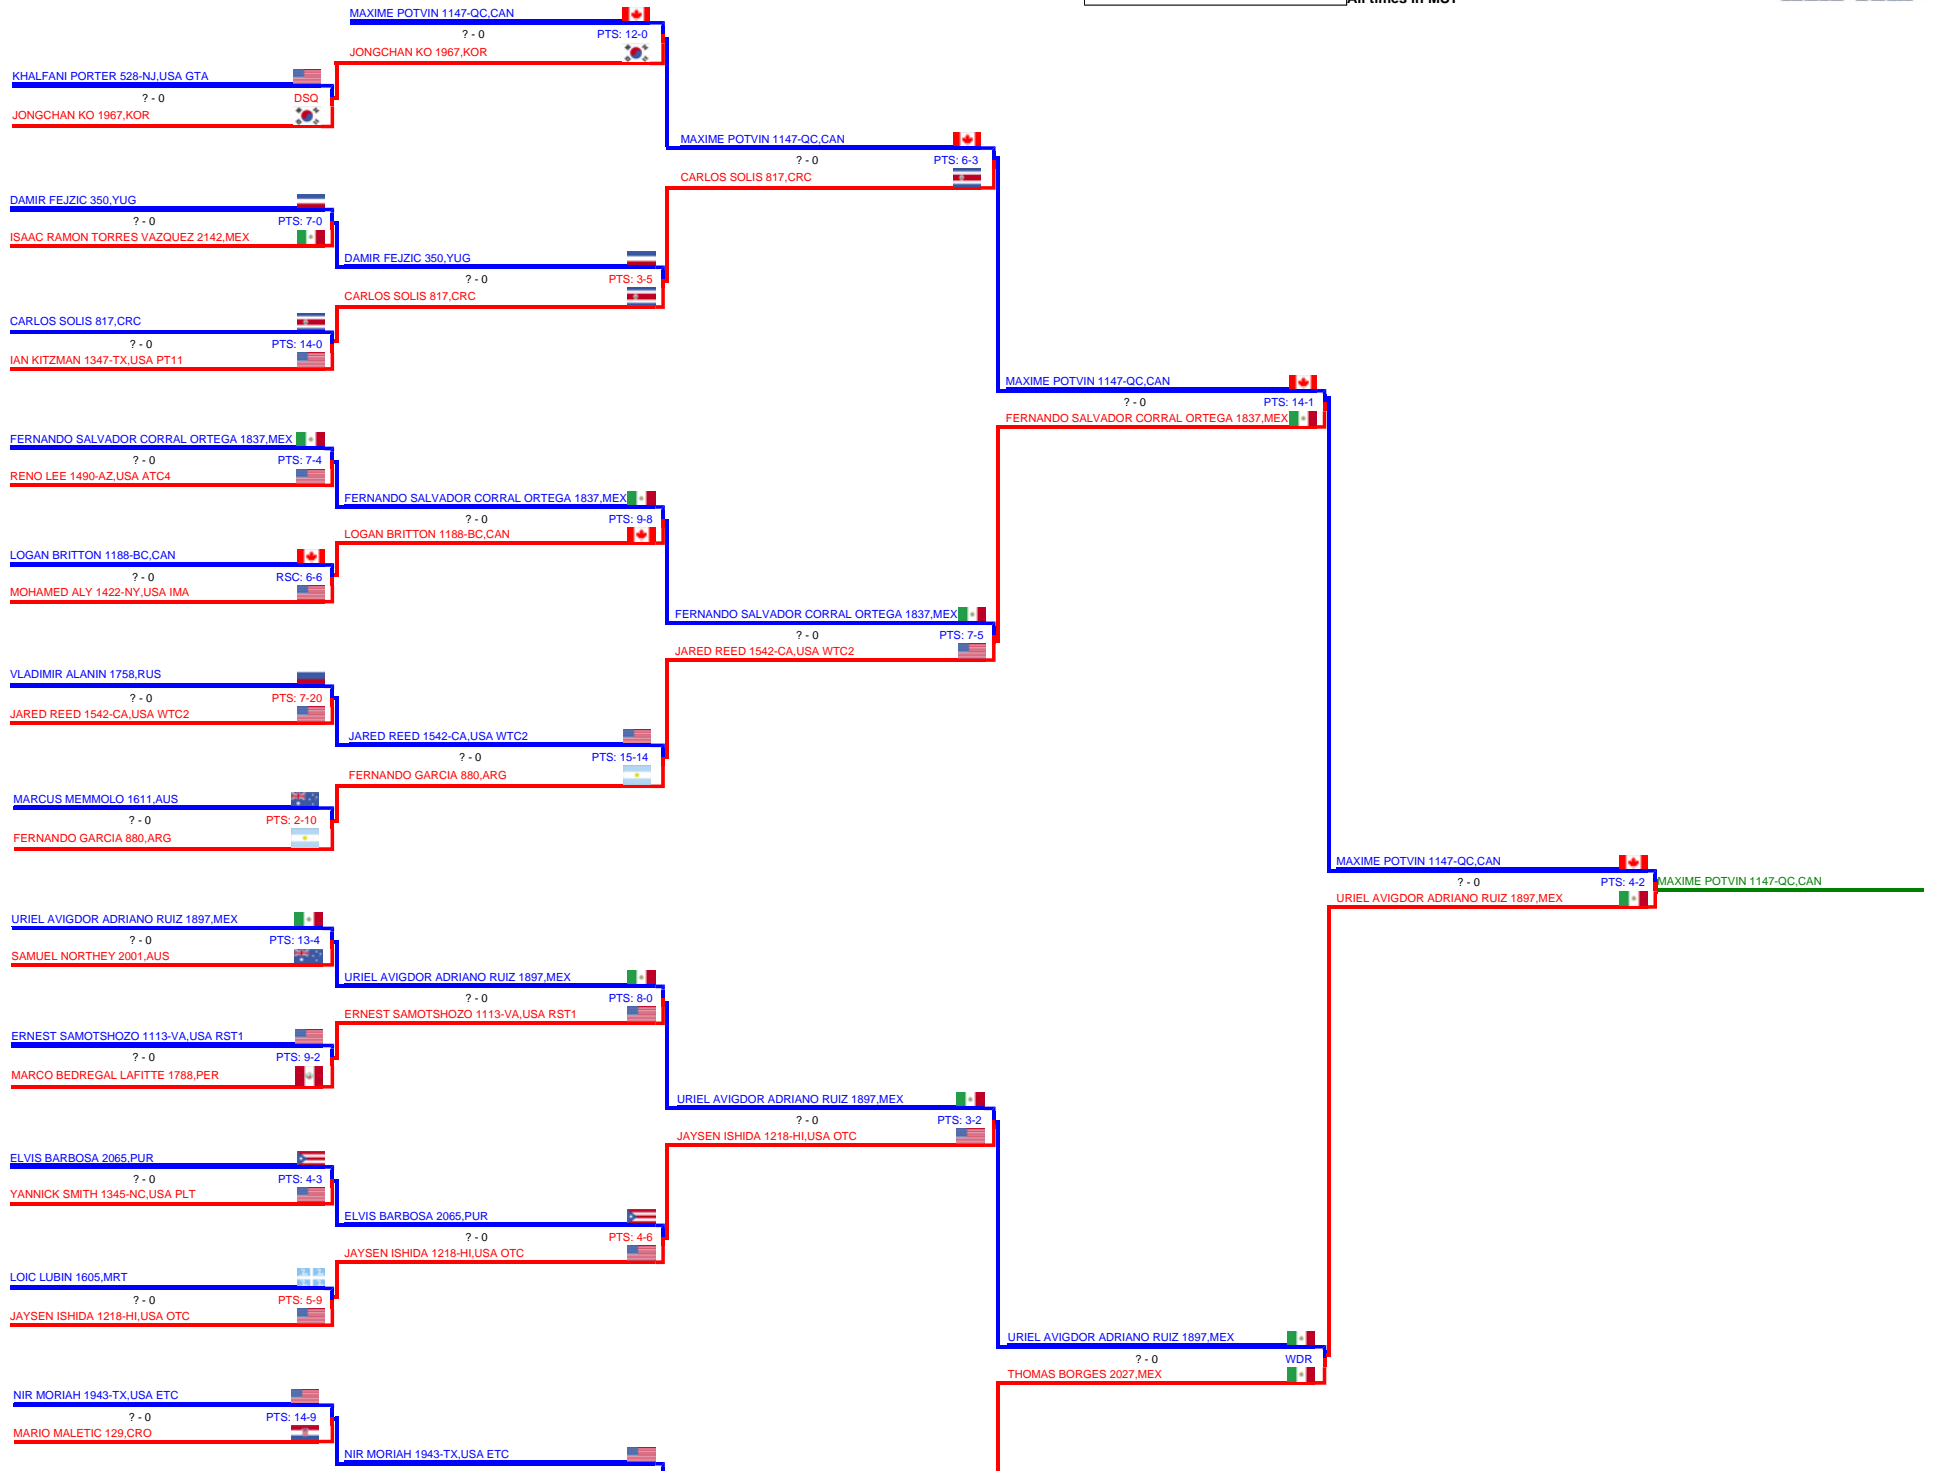 All times in MST
MAXIME POTVIN 1147-QC,CAN
? - 0 PTS: 12-0
JONGCHAN KO 1967,KOR
KHALFANI PORTER 528-NJ,USA GTA
? - 0 DSQ
JONGCHAN KO 1967,KOR
MAXIME POTVIN 1147-QC,CAN
? - 0 PTS: 6-3
CARLOS SOLIS 817,CRC
DAMIR FEJZIC 350,YUG
? - 0 PTS: 7-0
ISAAC RAMON TORRES VAZQUEZ 2142,MEX
DAMIR FEJZIC 350,YUG
? - 0 PTS: 3-5
CARLOS SOLIS 817,CRC
CARLOS SOLIS 817,CRC
? - 0 PTS: 14-0
IAN KITZMAN 1347-TX,USA PT11
MAXIME POTVIN 1147-QC,CAN
? - 0 PTS: 14-1
FERNANDO SALVADOR CORRAL ORTEGA 1837,MEX
FERNANDO SALVADOR CORRAL ORTEGA 1837,MEX
? - 0 PTS: 7-4
RENO LEE 1490-AZ,USA ATC4
FERNANDO SALVADOR CORRAL ORTEGA 1837,MEX
? - 0 PTS: 9-8
LOGAN BRITTON 1188-BC,CAN
LOGAN BRITTON 1188-BC,CAN
? - 0 RSC: 6-6
MOHAMED ALY 1422-NY,USA IMA
FERNANDO SALVADOR CORRAL ORTEGA 1837,MEX
? - 0 PTS: 7-5
JARED REED 1542-CA,USA WTC2
VLADIMIR ALANIN 1758,RUS
? - 0 PTS: 7-20
JARED REED 1542-CA,USA WTC2
JARED REED 1542-CA,USA WTC2
? - 0 PTS: 15-14
FERNANDO GARCIA 880,ARG
MARCUS MEMMOLO 1611,AUS
? - 0 PTS: 2-10
FERNANDO GARCIA 880,ARG
MAXIME POTVIN 1147-QC,CAN
? - 0 PTS: 4-2
MAXIME POTVIN 1147-QC,CAN
URIEL AVIGDOR ADRIANO RUIZ 1897,MEX
URIEL AVIGDOR ADRIANO RUIZ 1897,MEX
? - 0 PTS: 13-4
SAMUEL NORTHEY 2001,AUS
URIEL AVIGDOR ADRIANO RUIZ 1897,MEX
? - 0 PTS: 8-0
ERNEST SAMOTSHOZO 1113-VA,USA RST1
ERNEST SAMOTSHOZO 1113-VA,USA RST1
? - 0 PTS: 9-2
MARCO BEDREGAL LAFITTE 1788,PER
URIEL AVIGDOR ADRIANO RUIZ 1897,MEX
? - 0 PTS: 3-2
JAYSEN ISHIDA 1218-HI,USA OTC
ELVIS BARBOSA 2065,PUR
? - 0 PTS: 4-3
YANNICK SMITH 1345-NC,USA PLT
ELVIS BARBOSA 2065,PUR
? - 0 PTS: 4-6
JAYSEN ISHIDA 1218-HI,USA OTC
LOIC LUBIN 1605,MRT
? - 0 PTS: 5-9
JAYSEN ISHIDA 1218-HI,USA OTC
URIEL AVIGDOR ADRIANO RUIZ 1897,MEX
? - 0 WDR
THOMAS BORGES 2027,MEX
NIR MORIAH 1943-TX,USA ETC
? - 0 PTS: 14-9
MARIO MALETIC 129,CRO
NIR MORIAH 1943-TX,USA ETC